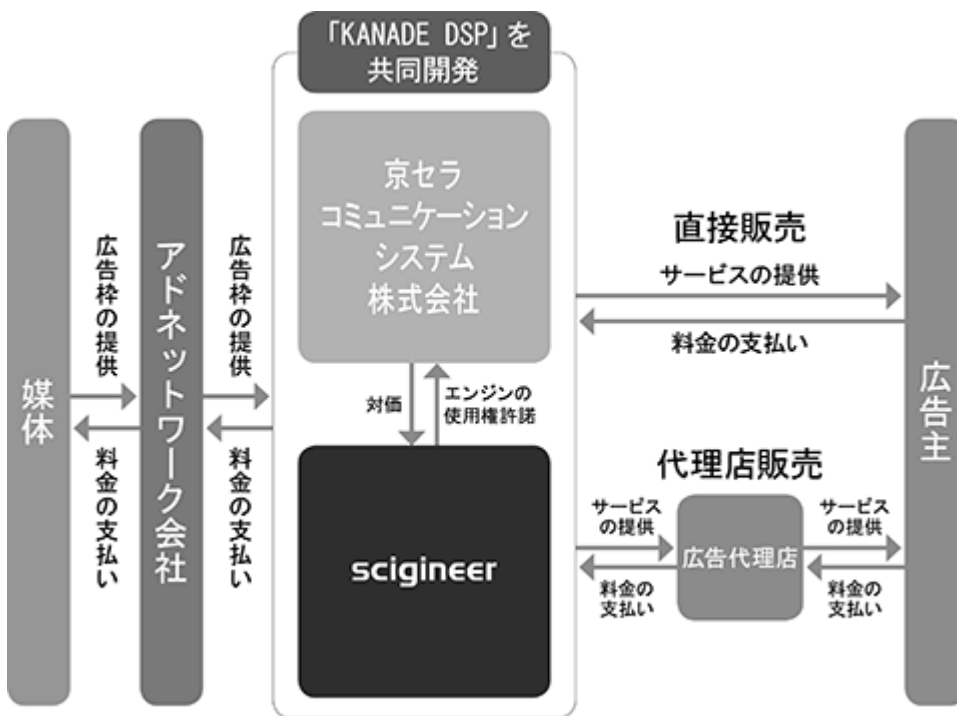 「KANADE DSP」を
共同開発
媒体
広告枠の提供
料金の支払い
アドネットワーク会社
広告枠の提供
料金の支払い
京セラ
コミュニケーション
システム
株式会社
対価
エンジンの
使用権許諾
scigineer
直接販売
サービスの提供
料金の支払い
代理店販売
サービス
の提供
料金の
支払い
広告代理店
サービス
の提供
料金の
支払い
広告主